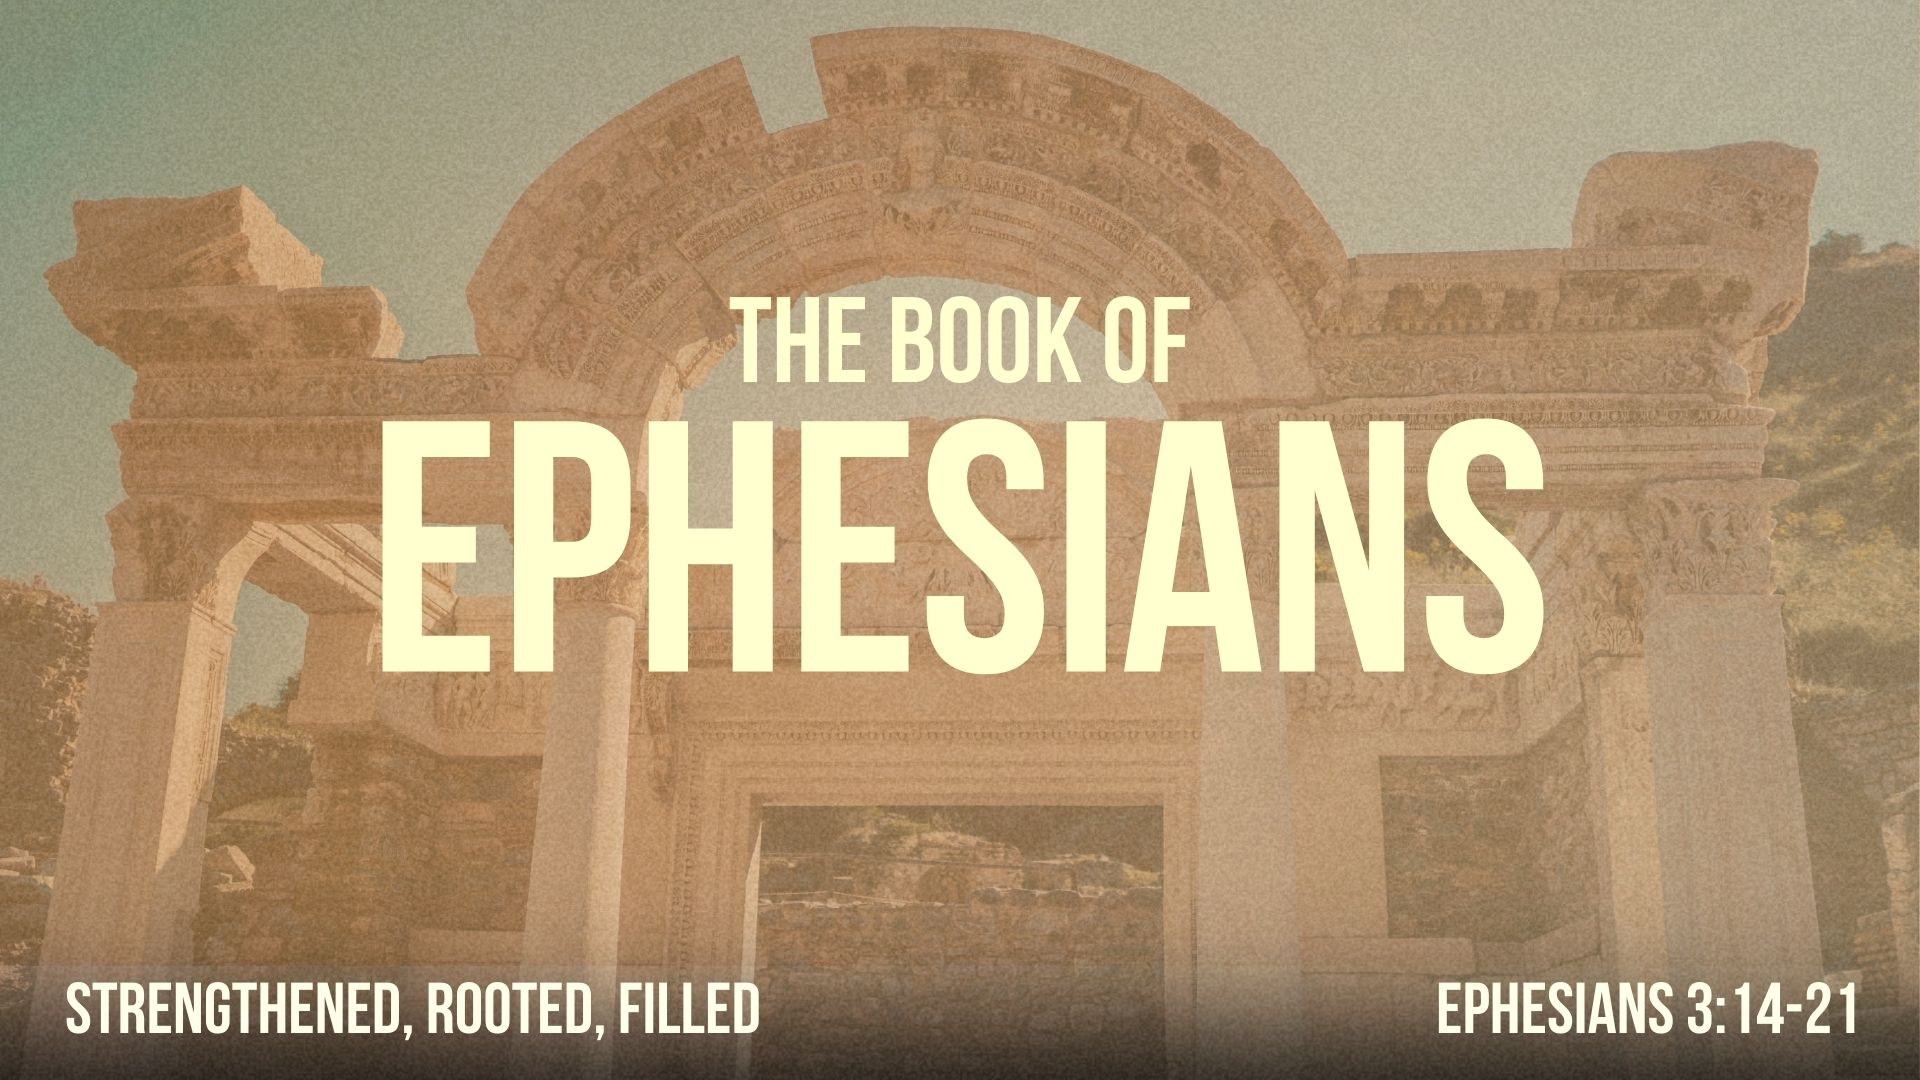 THE BOOK OF
EPHESIANS
STRENGTHENED, ROOTED, FILLED
EPHESIANS 3:14-21